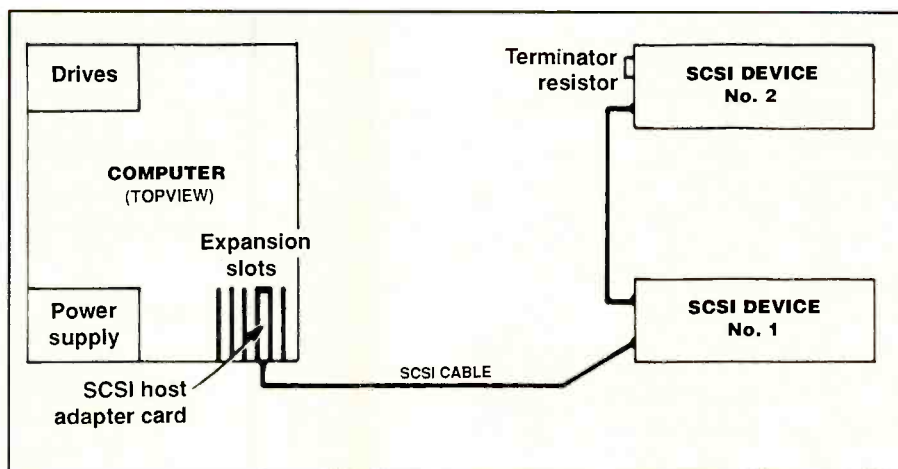 Drives
COMPUTER
(TOPVIEW)
Expansion
slots
Power
supply
SCSI host
adapter card
SCSI CABLE
Terminator
resistor
SCSI DEVICE
No. 2
SCSI DEVICE
No. 1